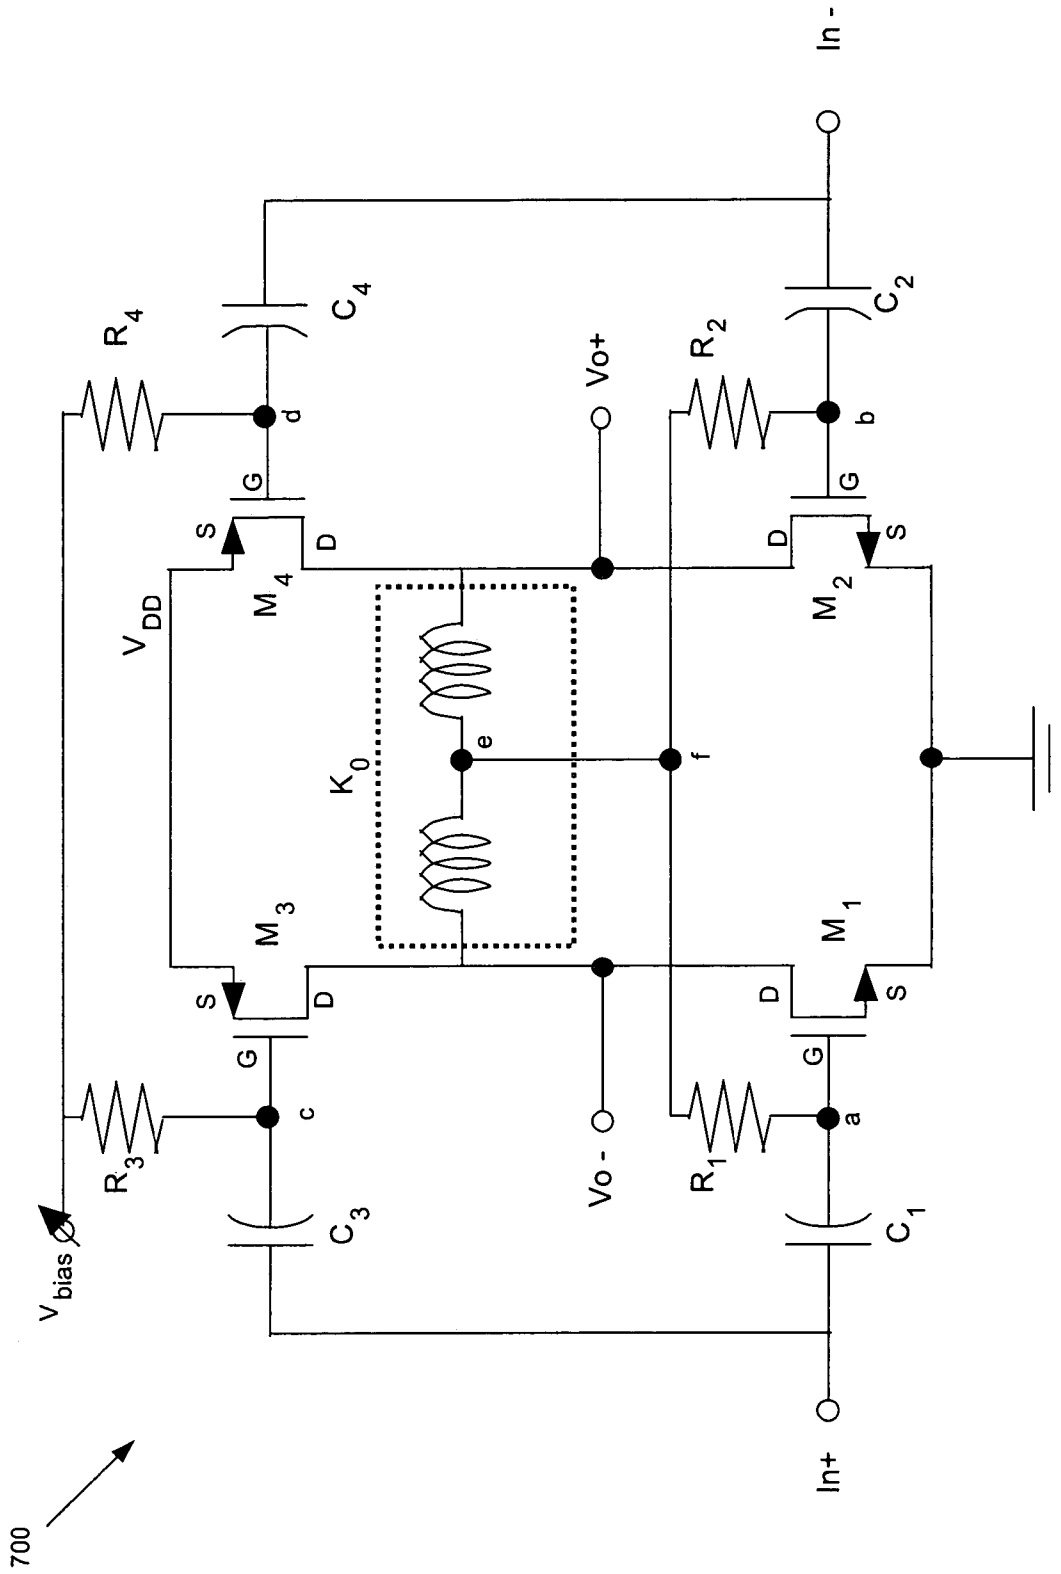 700
V bias
R3
R4
VDD
C3
c
G
S
D
M3
K0
e
M4
S
G
D
d
C4
Vo -
Vo+
f
R1
R2
In+
C1
a
G
D
S
M1
M2
D
G
S
b
C2
In -